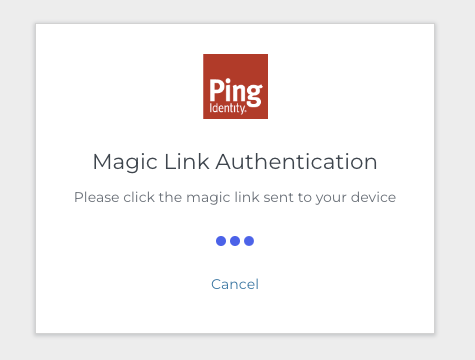 Ping
Identity.
Magic Link Authentication
Please click the magic link sent to your device
Cancel